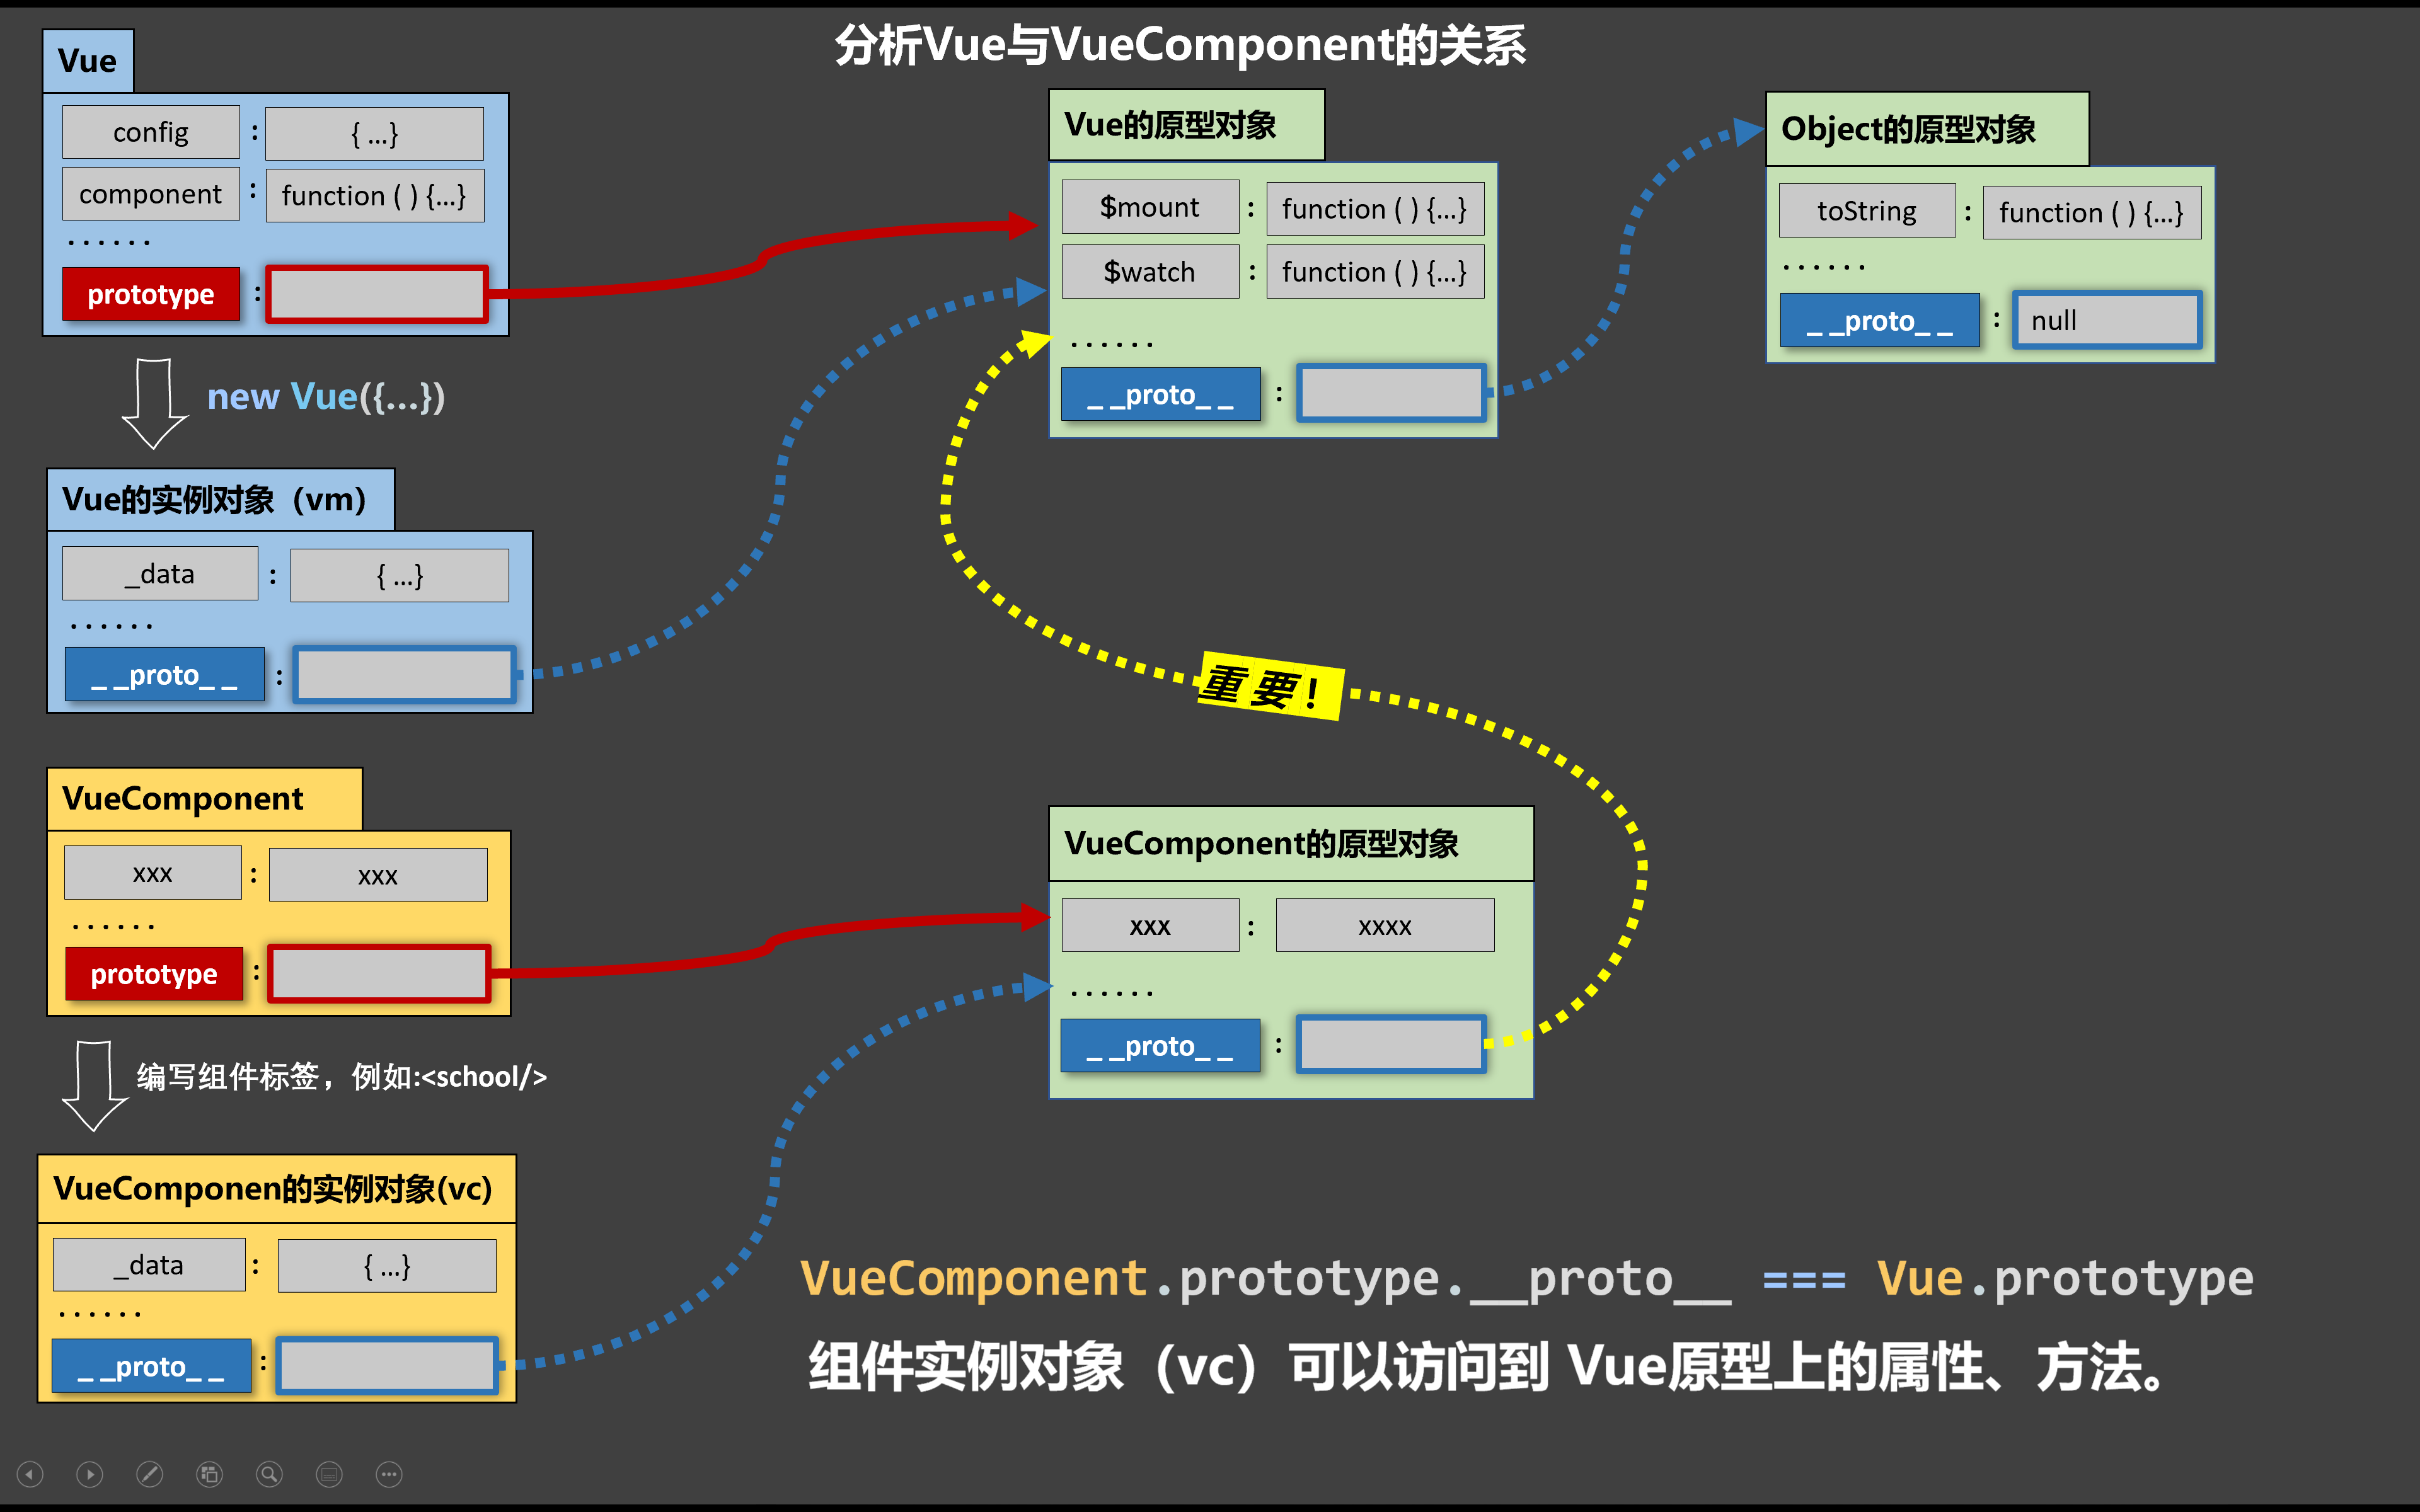 分析Vue与VueComponent的关系
Vue
config : { ...}
component : function ( ) {...}
······
prototype :
new Vue({...})
Vue的实例对象（vm）
_data : { ...}
······
_ _proto_ _ :
VueComponent
xxx : xxx
······
prototype :
编写组件标签，例如:<school/>
VueComponen的实例对象(vc)
_data : { ...}
······
_ _proto_ _ :
Vue的原型对象
$mount : function ( ) {...}
$watch : function ( ) {...}
······
_ _proto_ _ :
Object的原型对象
toString : function ( ) {...}
······
_ _proto_ _ : null
重要！
VueComponent的原型对象
xxx : xxxx
······
_ _proto_ _ :
VueComponent.prototype.__proto__ === Vue.prototype
组件实例对象（vc）可以访问到 Vue原型上的属性、方法。